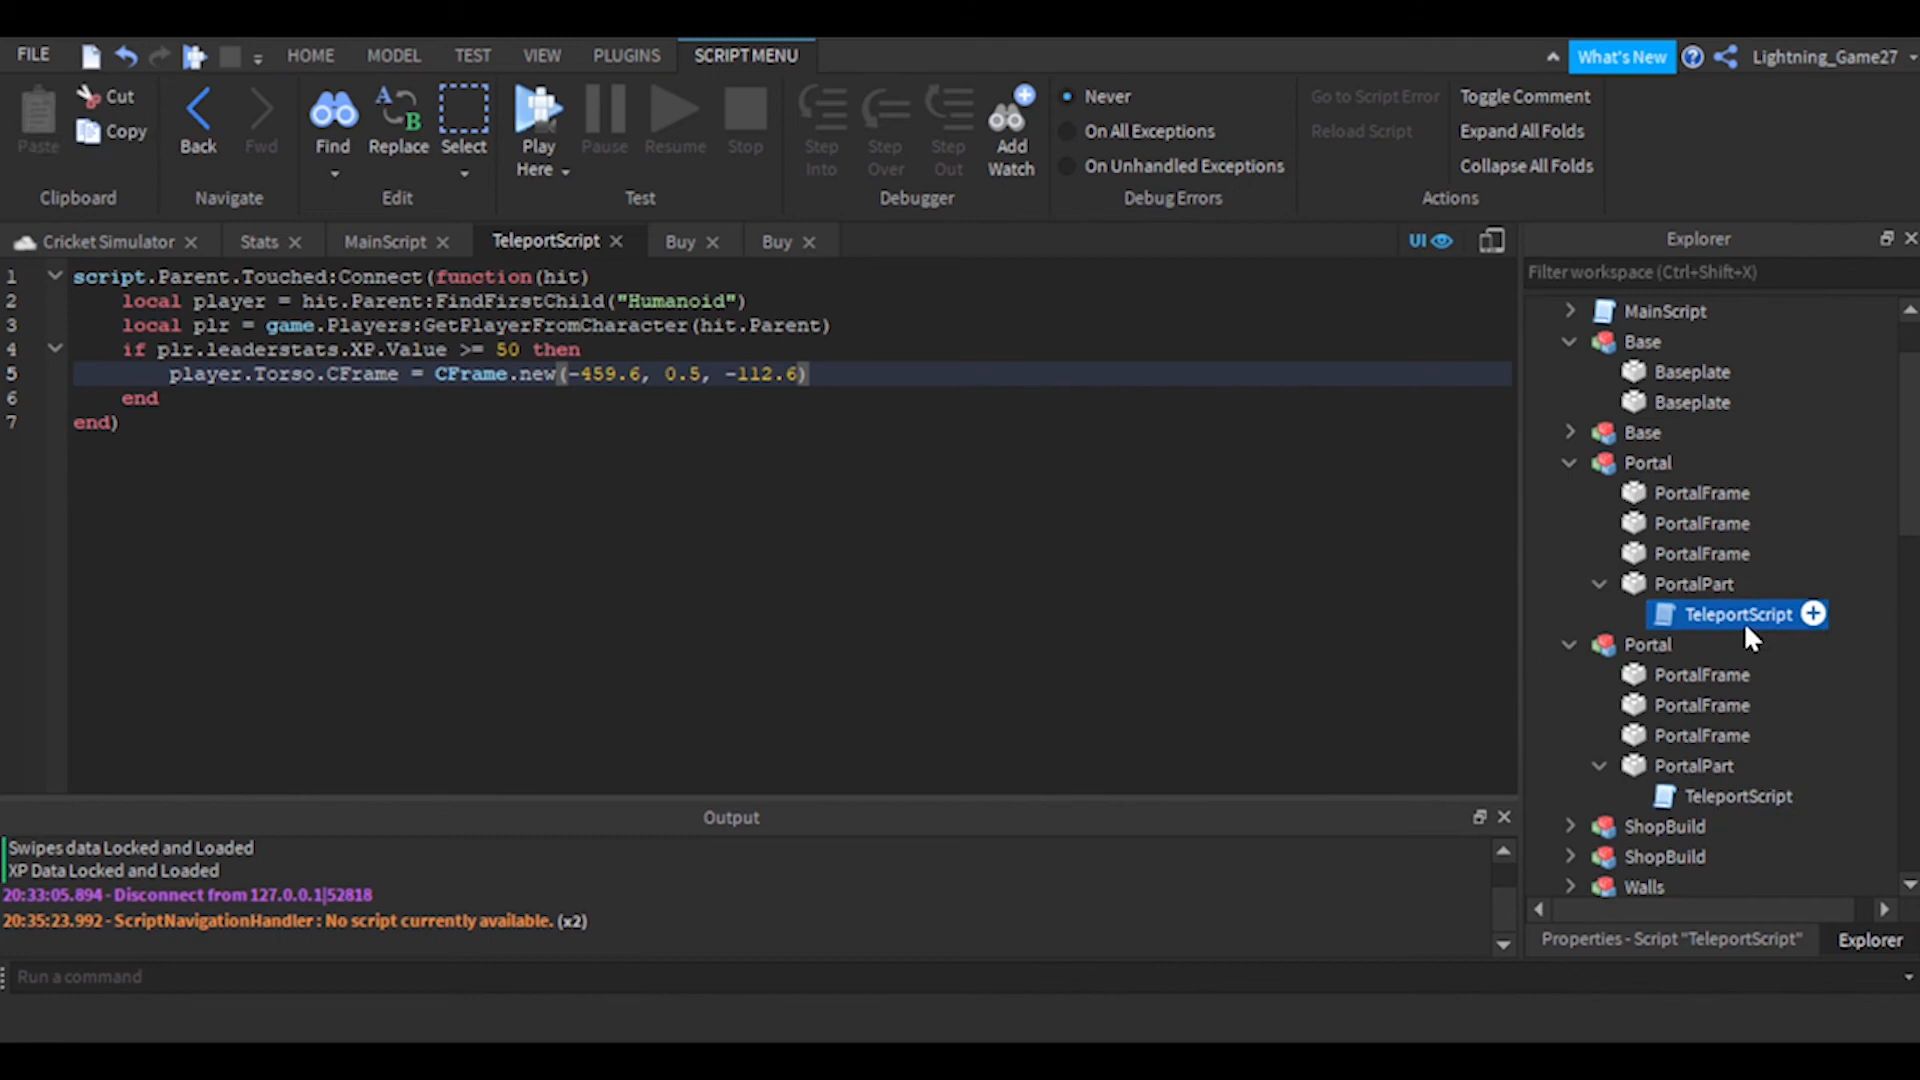 FILE HOME MODEL TEST VIEW PLUGINS SCRIPT MENU What's New Lightning_Game27
Paste
Cut
Copy
Clipboard
Back Fwd
Navigate
Find Replace Select
Edit
Play Here Pause Resume Stop
Test
Step Into Step Over Step Out Add Watch
Debugger
Never
On All Exceptions
On Unhandled Exceptions
Debug Errors
Go to Script Error
Reload Script
Toggle Comment
Expand All Folds
Collapse All Folds
Actions
Cricket Simulator Stats MainScript TeleportScript Buy Buy UI
1 script.Parent.Touched:Connect(function(hit)
2 local player = hit.Parent:FindFirstChild("Humanoid")
3 local plr = game.Players:GetPlayerFromCharacter(hit.Parent)
4 if plr.leaderstats.XP.Value >= 50 then
5 player.Torso.CFrame = CFrame.new(-459.6, 0.5, -112.6)
6 end
7 end)
Output
Swipes data Locked and Loaded
XP Data Locked and Loaded
20:33:05.894 - Disconnect from 127.0.0.1|52818
20:35:23.992 - ScriptNavigationHandler : No script currently available. (x2)
Run a command
Explorer
Filter workspace (Ctrl+Shift+X)
MainScript
Base
Baseplate
Baseplate
Base
Portal
PortalFrame
PortalFrame
PortalFrame
PortalPart
TeleportScript
Portal
PortalFrame
PortalFrame
PortalFrame
PortalPart
TeleportScript
ShopBuild
ShopBuild
Walls
Properties - Script "TeleportScript" Explorer